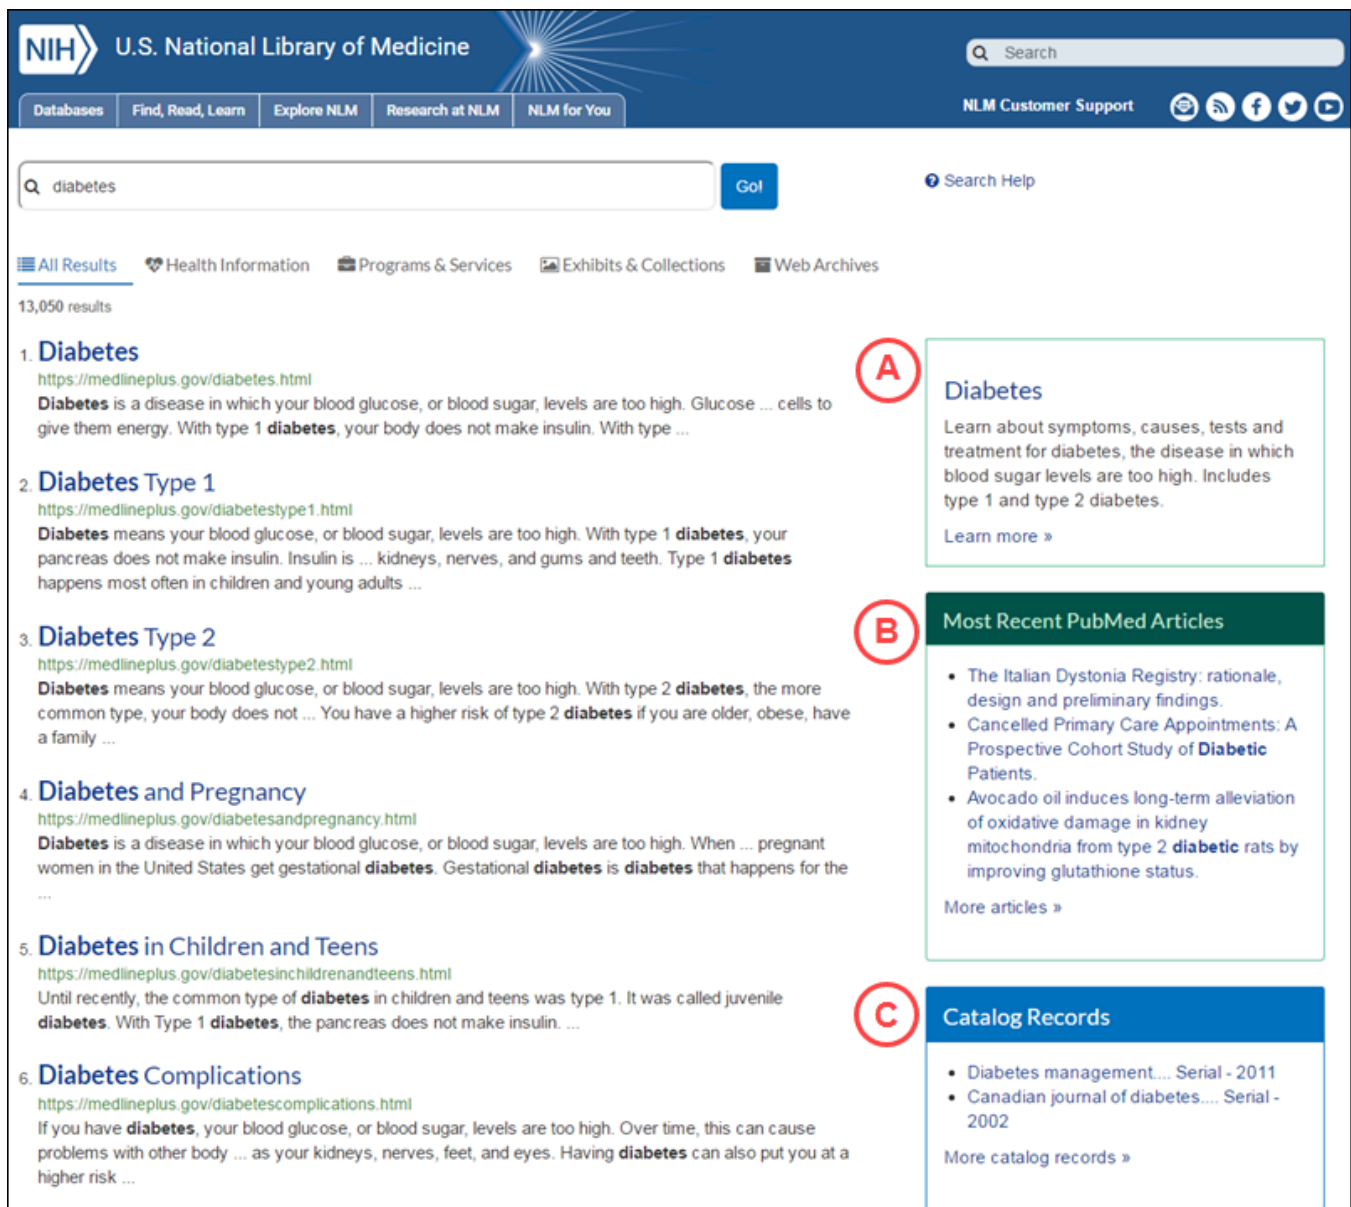 NIH U.S. National Library of Medicine
Search
Databases Find, Read, Learn Explore NLM Research at NLM NLM for You
NLM Customer Support
diabetes Go!
Search Help
All Results Health Information Programs & Services Exhibits & Collections Web Archives
13,050 results
1. Diabetes
https://medlineplus.gov/diabetes.html
Diabetes is a disease in which your blood glucose, or blood sugar, levels are too high. Glucose ... cells to
give them energy. With type 1 diabetes, your body does not make insulin. With type ...
2. Diabetes Type 1
https://medlineplus.gov/diabetestype1.html
Diabetes means your blood glucose, or blood sugar, levels are too high. With type 1 diabetes, your
pancreas does not make insulin. Insulin is ... kidneys, nerves, and gums and teeth. Type 1 diabetes
happens most often in children and young adults ...
3. Diabetes Type 2
https://medlineplus.gov/diabetestype2.html
Diabetes means your blood glucose, or blood sugar, levels are too high. With type 2 diabetes, the more
common type, your body does not ... You have a higher risk of type 2 diabetes if you are older, obese, have
a family ...
4. Diabetes and Pregnancy
https://medlineplus.gov/diabetesandpregnancy.html
Diabetes is a disease in which your blood glucose, or blood sugar, levels are too high. When ... pregnant
women in the United States get gestational diabetes. Gestational diabetes is diabetes that happens for the
...
5. Diabetes in Children and Teens
https://medlineplus.gov/diabetesinchildrenandteens.html
Until recently, the common type of diabetes in children and teens was type 1. It was called juvenile
diabetes. With Type 1 diabetes, the pancreas does not make insulin. ...
6. Diabetes Complications
https://medlineplus.gov/diabetescomplications.html
If you have diabetes, your blood glucose, or blood sugar, levels are too high. Over time, this can cause
problems with other body ... as your kidneys, nerves, feet, and eyes. Having diabetes can also put you at a
higher risk ...
A
Diabetes
Learn about symptoms, causes, tests and
treatment for diabetes, the disease in which
blood sugar levels are too high. Includes
type 1 and type 2 diabetes.
Learn more »
B
Most Recent PubMed Articles
• The Italian Dystonia Registry: rationale,
design and preliminary findings.
• Cancelled Primary Care Appointments: A
Prospective Cohort Study of Diabetic
Patients.
• Avocado oil induces long-term alleviation
of oxidative damage in kidney
mitochondria from type 2 diabetic rats by
improving glutathione status.
More articles »
C
Catalog Records
• Diabetes management.... Serial - 2011
• Canadian journal of diabetes.... Serial -
2002
More catalog records »